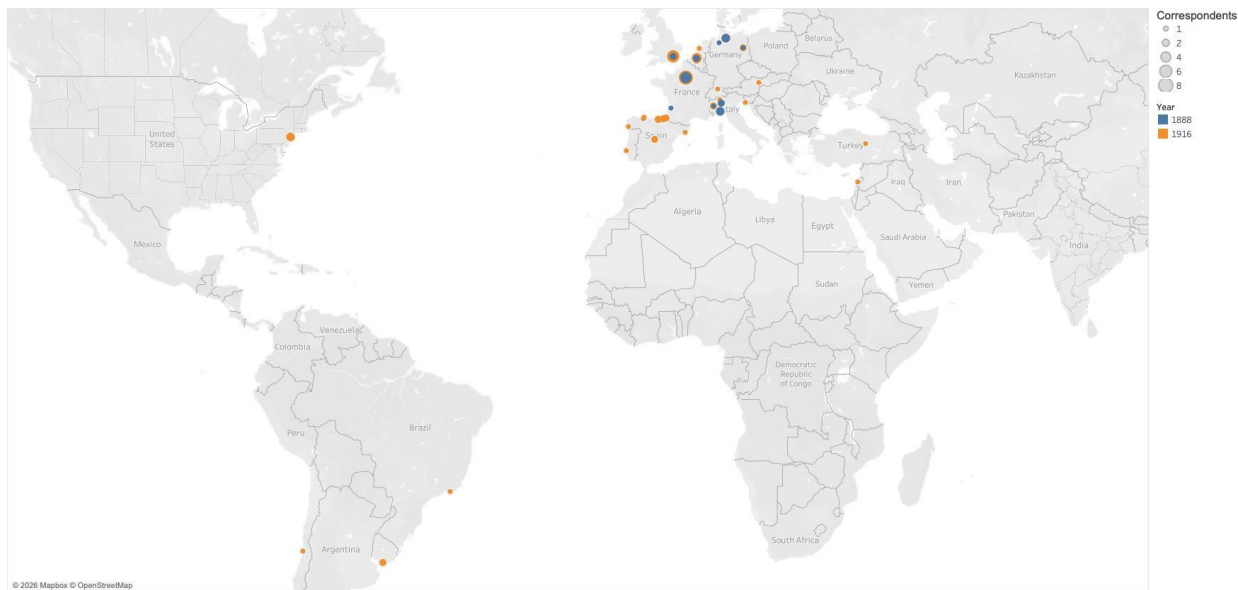 Correspondents
1
2
4
6
8
Year
1888
1916
Poland
Belarus
Germany
Ukraine
Kazakhstan
France
Italy
United
States
Spain
Turkey
Iraq
Iran
Algeria
Libya
Egypt
Pakistan
Mexico
Saudi Arabia
India
Sudan
Yemen
Venezuela
Colombia
Democratic
Republic
of Congo
Peru
Brazil
South Africa
Argentina
© 2026 Mapbox © OpenStreetMap